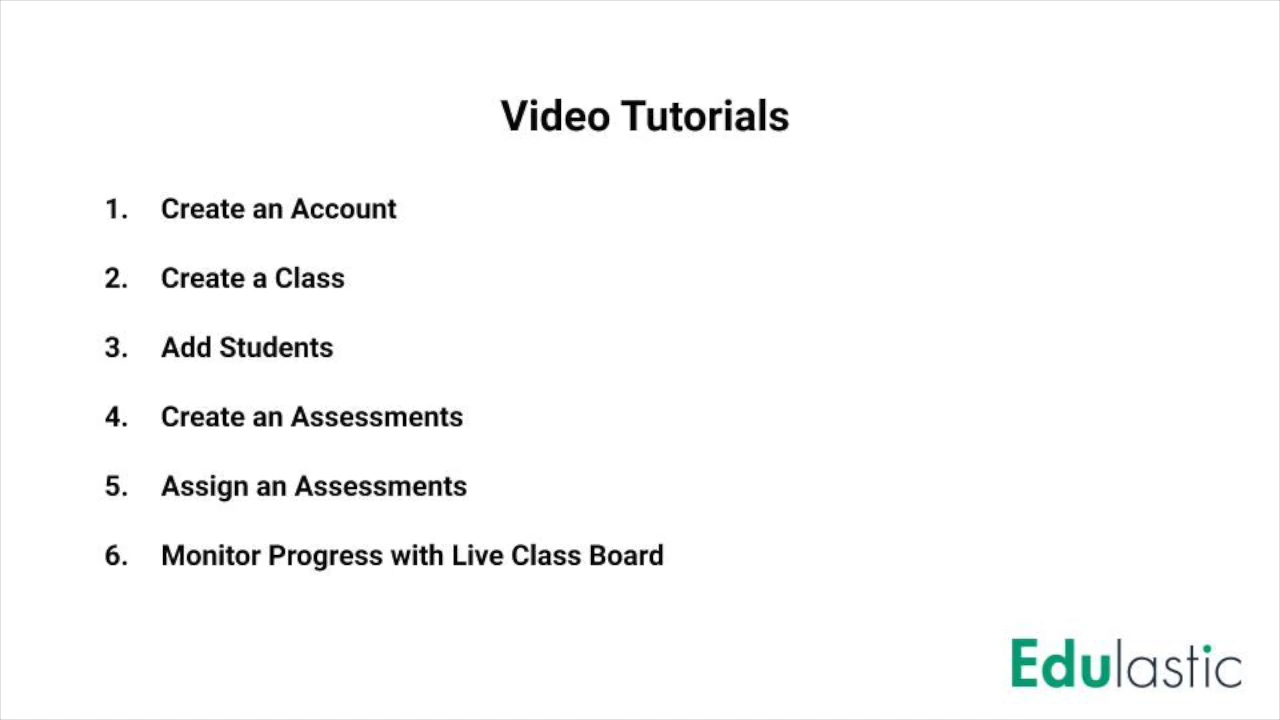 Video Tutorials
1. Create an Account
2. Create a Class
3. Add Students
4. Create an Assessments
5. Assign an Assessments
6. Monitor Progress with Live Class Board
Edulastic